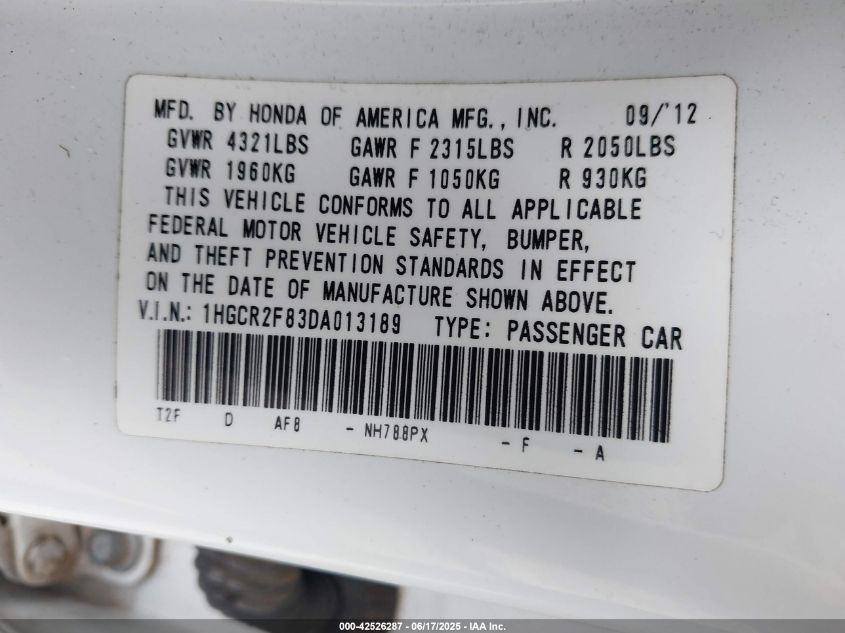 MFD. BY HONDA OF AMERICA MFG., INC. 09/'12
GVWR 4321LBS GAWR F 2315LBS R 2050LBS
GVWR 1960KG GAWR F 1050KG R 930KG
THIS VEHICLE CONFORMS TO ALL APPLICABLE
FEDERAL MOTOR VEHICLE SAFETY, BUMPER,
AND THEFT PREVENTION STANDARDS IN EFFECT
ON THE DATE OF MANUFACTURE SHOWN ABOVE.
V.I.N.: 1HGCR2F83DA013189 TYPE: PASSENGER CAR
T2F D AF8 - NH788PX - F - A
000-42526287 - 06/17/2025 - IAA Inc.